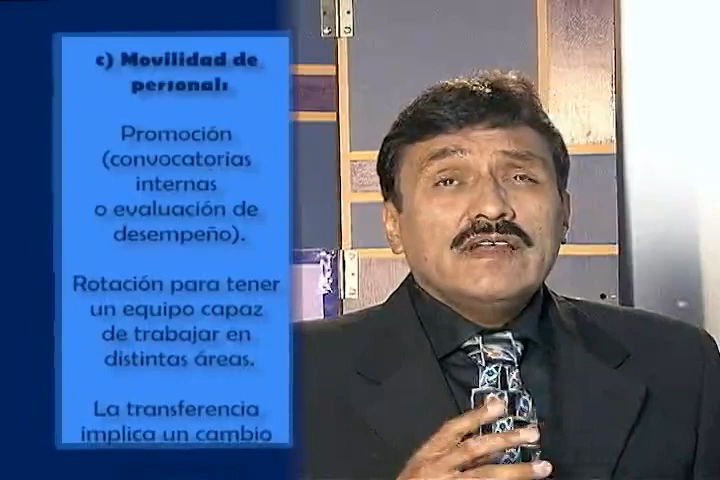 c) Movilidad de
personal:
Promoción
(convocatorias
internas
o evaluación de
desempeño).
Rotación para tener
un equipo capaz
de trabajar en
distintas áreas.
La transferencia
implica un cambio